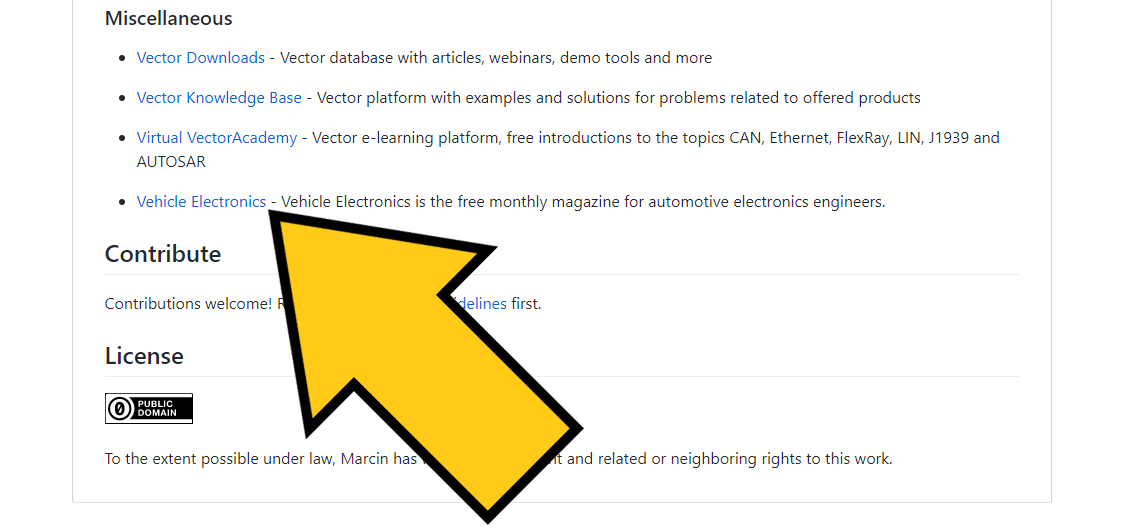 Miscellaneous
Vector Downloads - Vector database with articles, webinars, demo tools and more
Vector Knowledge Base - Vector platform with examples and solutions for problems related to offered products
Virtual VectorAcademy - Vector e-learning platform, free introductions to the topics CAN, Ethernet, FlexRay, LIN, J1939 and
AUTOSAR
Vehicle Electronics - Vehicle Electronics is the free monthly magazine for automotive electronics engineers.
Contribute
Contributions welcome! first.
License
PUBLIC
DOMAIN
To the extent possible under law, Marcin has and related or neighboring rights to this work.